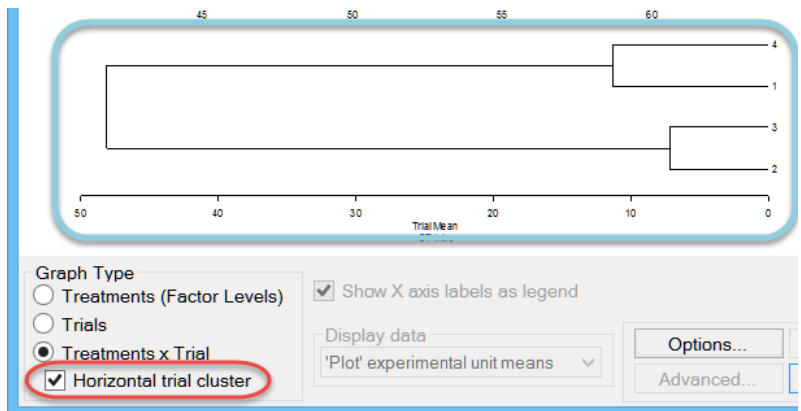 45 50 55 60
4
1
3
2
50 40 30 20 10 0
Trial Mean
Graph Type
Treatments (Factor Levels)
Trials
Treatments x Trial
Horizontal trial cluster
Show X axis labels as legend
Display data
'Plot' experimental unit means
Options...
Advanced...